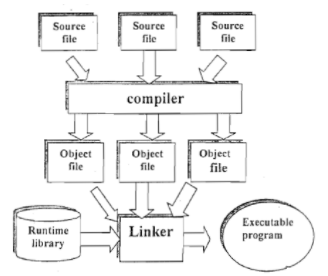 Source
file
Source
file
Source
file
compiler
Object
file
Object
file
Object
file
Runtime
library
Linker
Executable
program